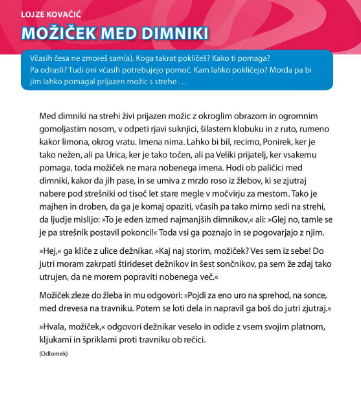 LOJZE KOVAČIČ
MOŽIČEK MED DIMNIKI
Včasih česa ne zmoreš sam(a). Koga takrat pokličeš? Kako ti pomaga?
Pa odrasli? Tudi oni včasih potrebujejo pomoč. Kam lahko pokličejo? Morda pa bi
jim lahko pomagal prijazen možic s strehe …
Med dimniki na strehi živi prijazen možic z okroglim obrazom in ogromnim
gomoljastim nosom, v odpeti rjavi suknjici, šilastem klobuku in z ruto, rumeno
kakor limona, okrog vratu. Imena nima. Lahko bi bil, recimo, Ponirek, ker je
tako nežen, ali pa Urica, ker je tako točen, ali pa Veliki prijatelj, ker vsakemu
pomaga, toda možiček ne mara nobenega imena. Hodi ob paličici med
dimniki, kakor da jih pase, in se umiva z mrzlo roso iz žlebov, ki se zjutraj
nabere pod strešniki od tisoč let stare megle v močvirju za mestom. Tako je
majhen in droben, da ga je komaj opaziti, včasih pa tako mirno sedi na strehi,
da ljudje mislijo: »To je eden izmed najmanjših dimnikov,« ali: »Glej no, tamle se
je pa strešnik postavil pokonci!« Toda vsi ga poznajo in se pogovarjajo z njim.
»Hej,« ga kliče z ulice dežnikar. »Kaj naj storim, možiček? Ves sem iz sebe! Do
jutri moram zakrpati štirideset dežnikov in šest sončnikov, pa sem že zdaj tako
utrujen, da ne morem popraviti nobenega več.«
Možiček zleze do žleba in mu odgovori: »Pojdi za eno uro na sprehod, na sonce,
med drevesa na travniku. Potem se loti dela in napravil ga boš do jutri zjutraj.«
»Hvala, možiček,« odgovori dežnikar veselo in odide z vsem svojim platnom,
kljukami in špriklami proti travniku ob rečici.
(Odlomek)